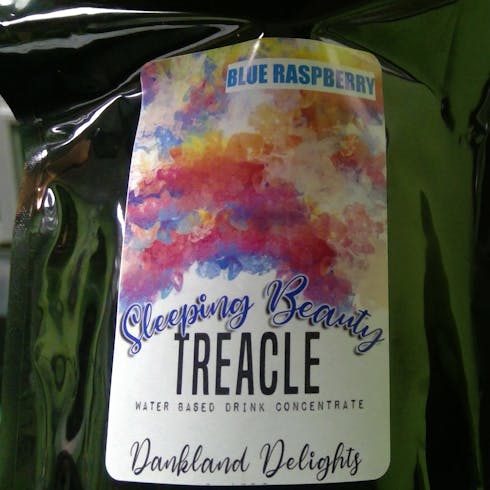 BLUE RASPBERRY
Sleeping Beauty
TREACLE
WATER BASED DRINK CONCENTRATE
Dankland Delights